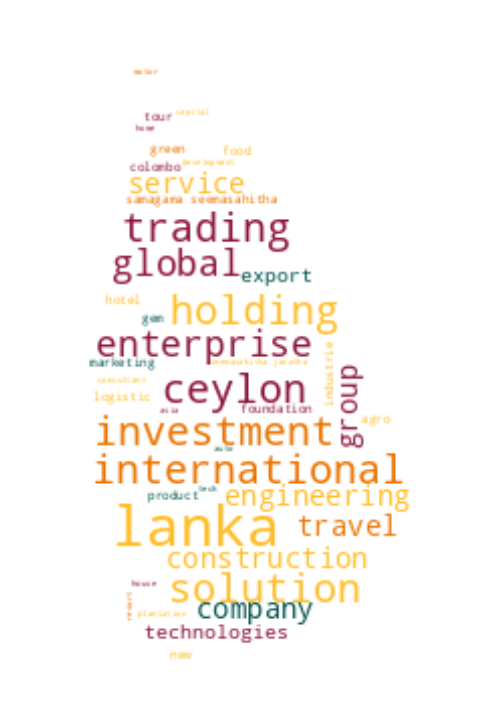 motor
capital
tour
home
green food
development
colombo
service
samagama seemasahitha
trading
global
export
hotel
holding
gem
enterprise
industrie
marketing
seemasahitha janatha
group
consultant
ceylon
logistic
asia
foundation
agro
investment
auto
international
tech
product
engineering
lanka
travel
construction
solution
house
resort
plantation
company
technologies
new